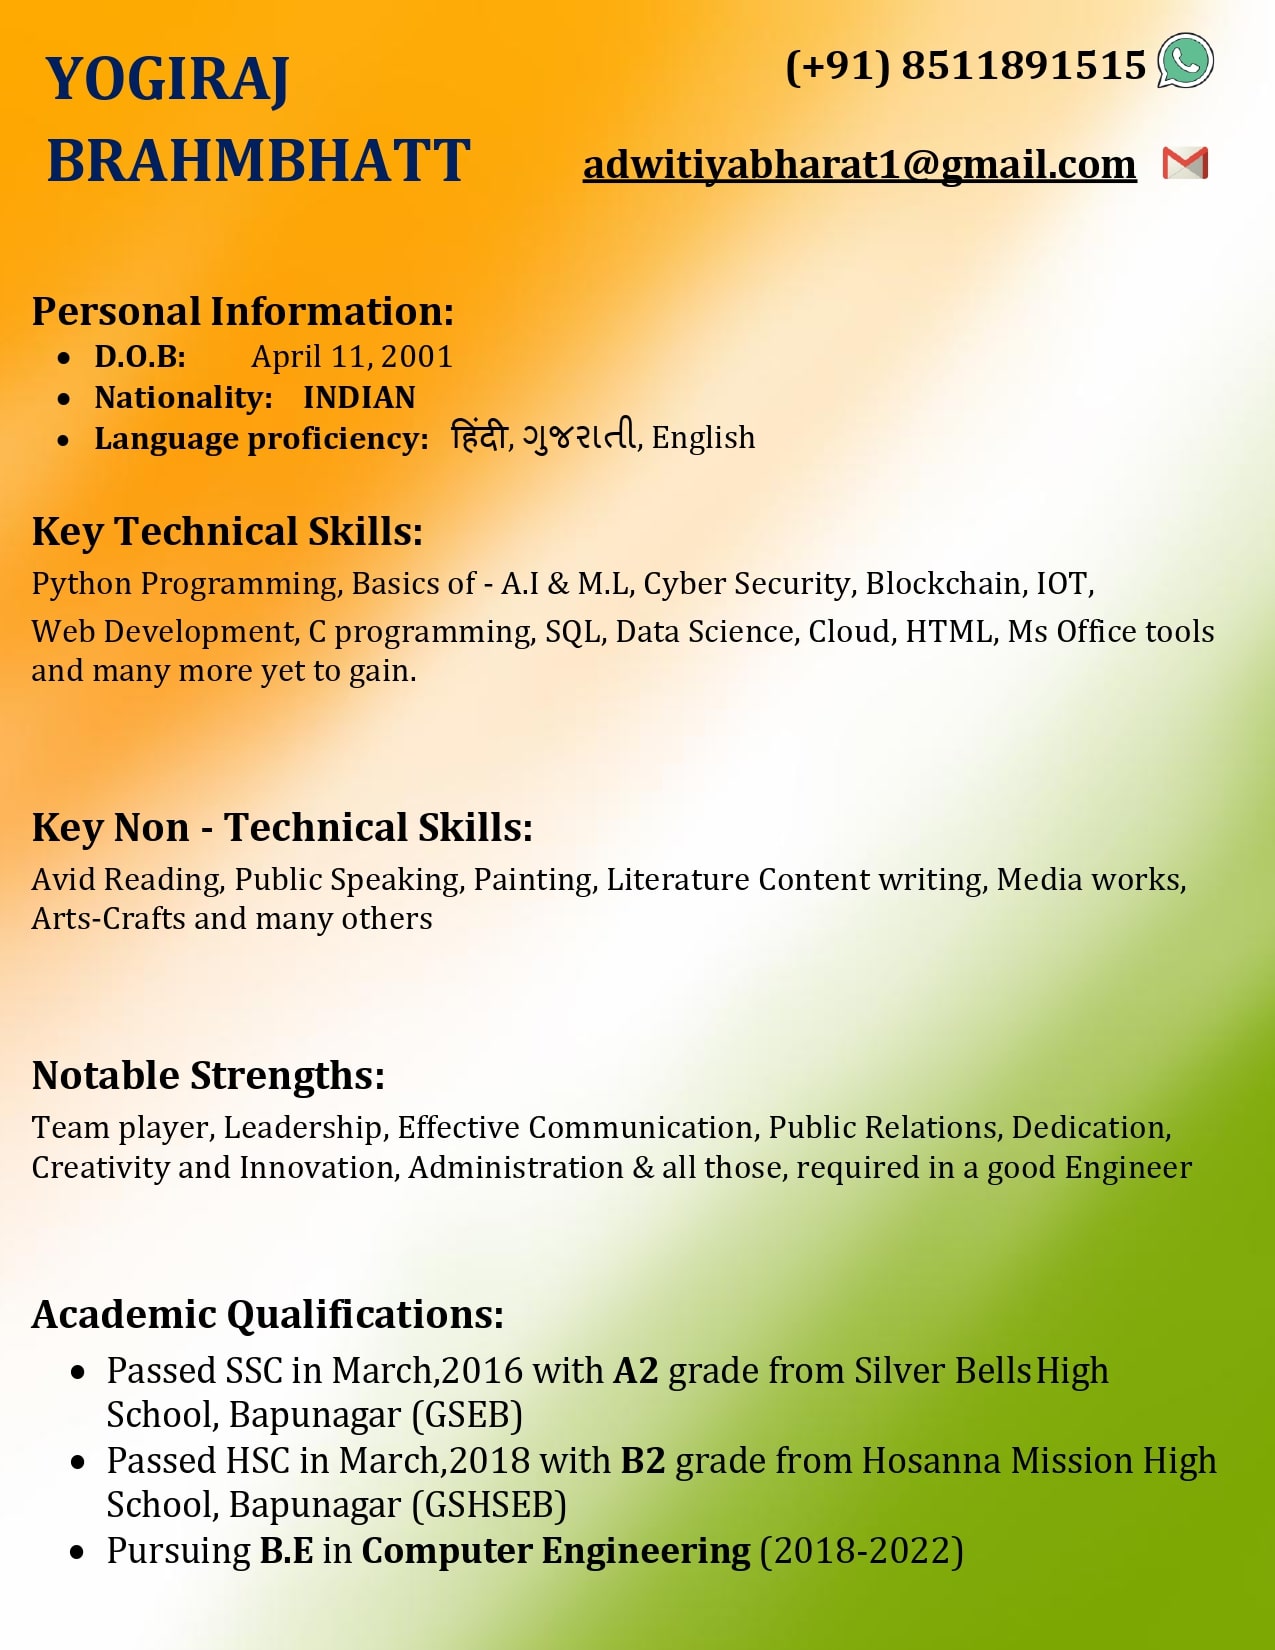 YOGIRAJ
BRAHMBHATT
(+91) 8511891515
adwitiyabharat1@gmail.com
Personal Information:
• D.O.B: April 11, 2001
• Nationality: INDIAN
• Language proficiency: हिंदी, ગુજરાતી, English
Key Technical Skills:
Python Programming, Basics of - A.I & M.L, Cyber Security, Blockchain, IOT,
Web Development, C programming, SQL, Data Science, Cloud, HTML, Ms Office tools
and many more yet to gain.
Key Non - Technical Skills:
Avid Reading, Public Speaking, Painting, Literature Content writing, Media works,
Arts-Crafts and many others
Notable Strengths:
Team player, Leadership, Effective Communication, Public Relations, Dedication,
Creativity and Innovation, Administration & all those, required in a good Engineer
Academic Qualifications:
• Passed SSC in March,2016 with A2 grade from Silver Bells High
School, Bapunagar (GSEB)
• Passed HSC in March,2018 with B2 grade from Hosanna Mission High
School, Bapunagar (GSHSEB)
• Pursuing B.E in Computer Engineering (2018-2022)